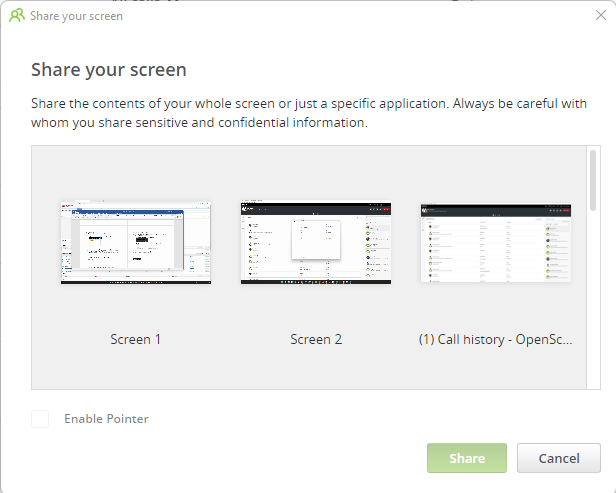 Share your screen
Share your screen
Share the contents of your whole screen or just a specific application. Always be careful with
whom you share sensitive and confidential information.
Screen 1
Screen 2
(1) Call history - OpenSc...
Enable Pointer
Share
Cancel